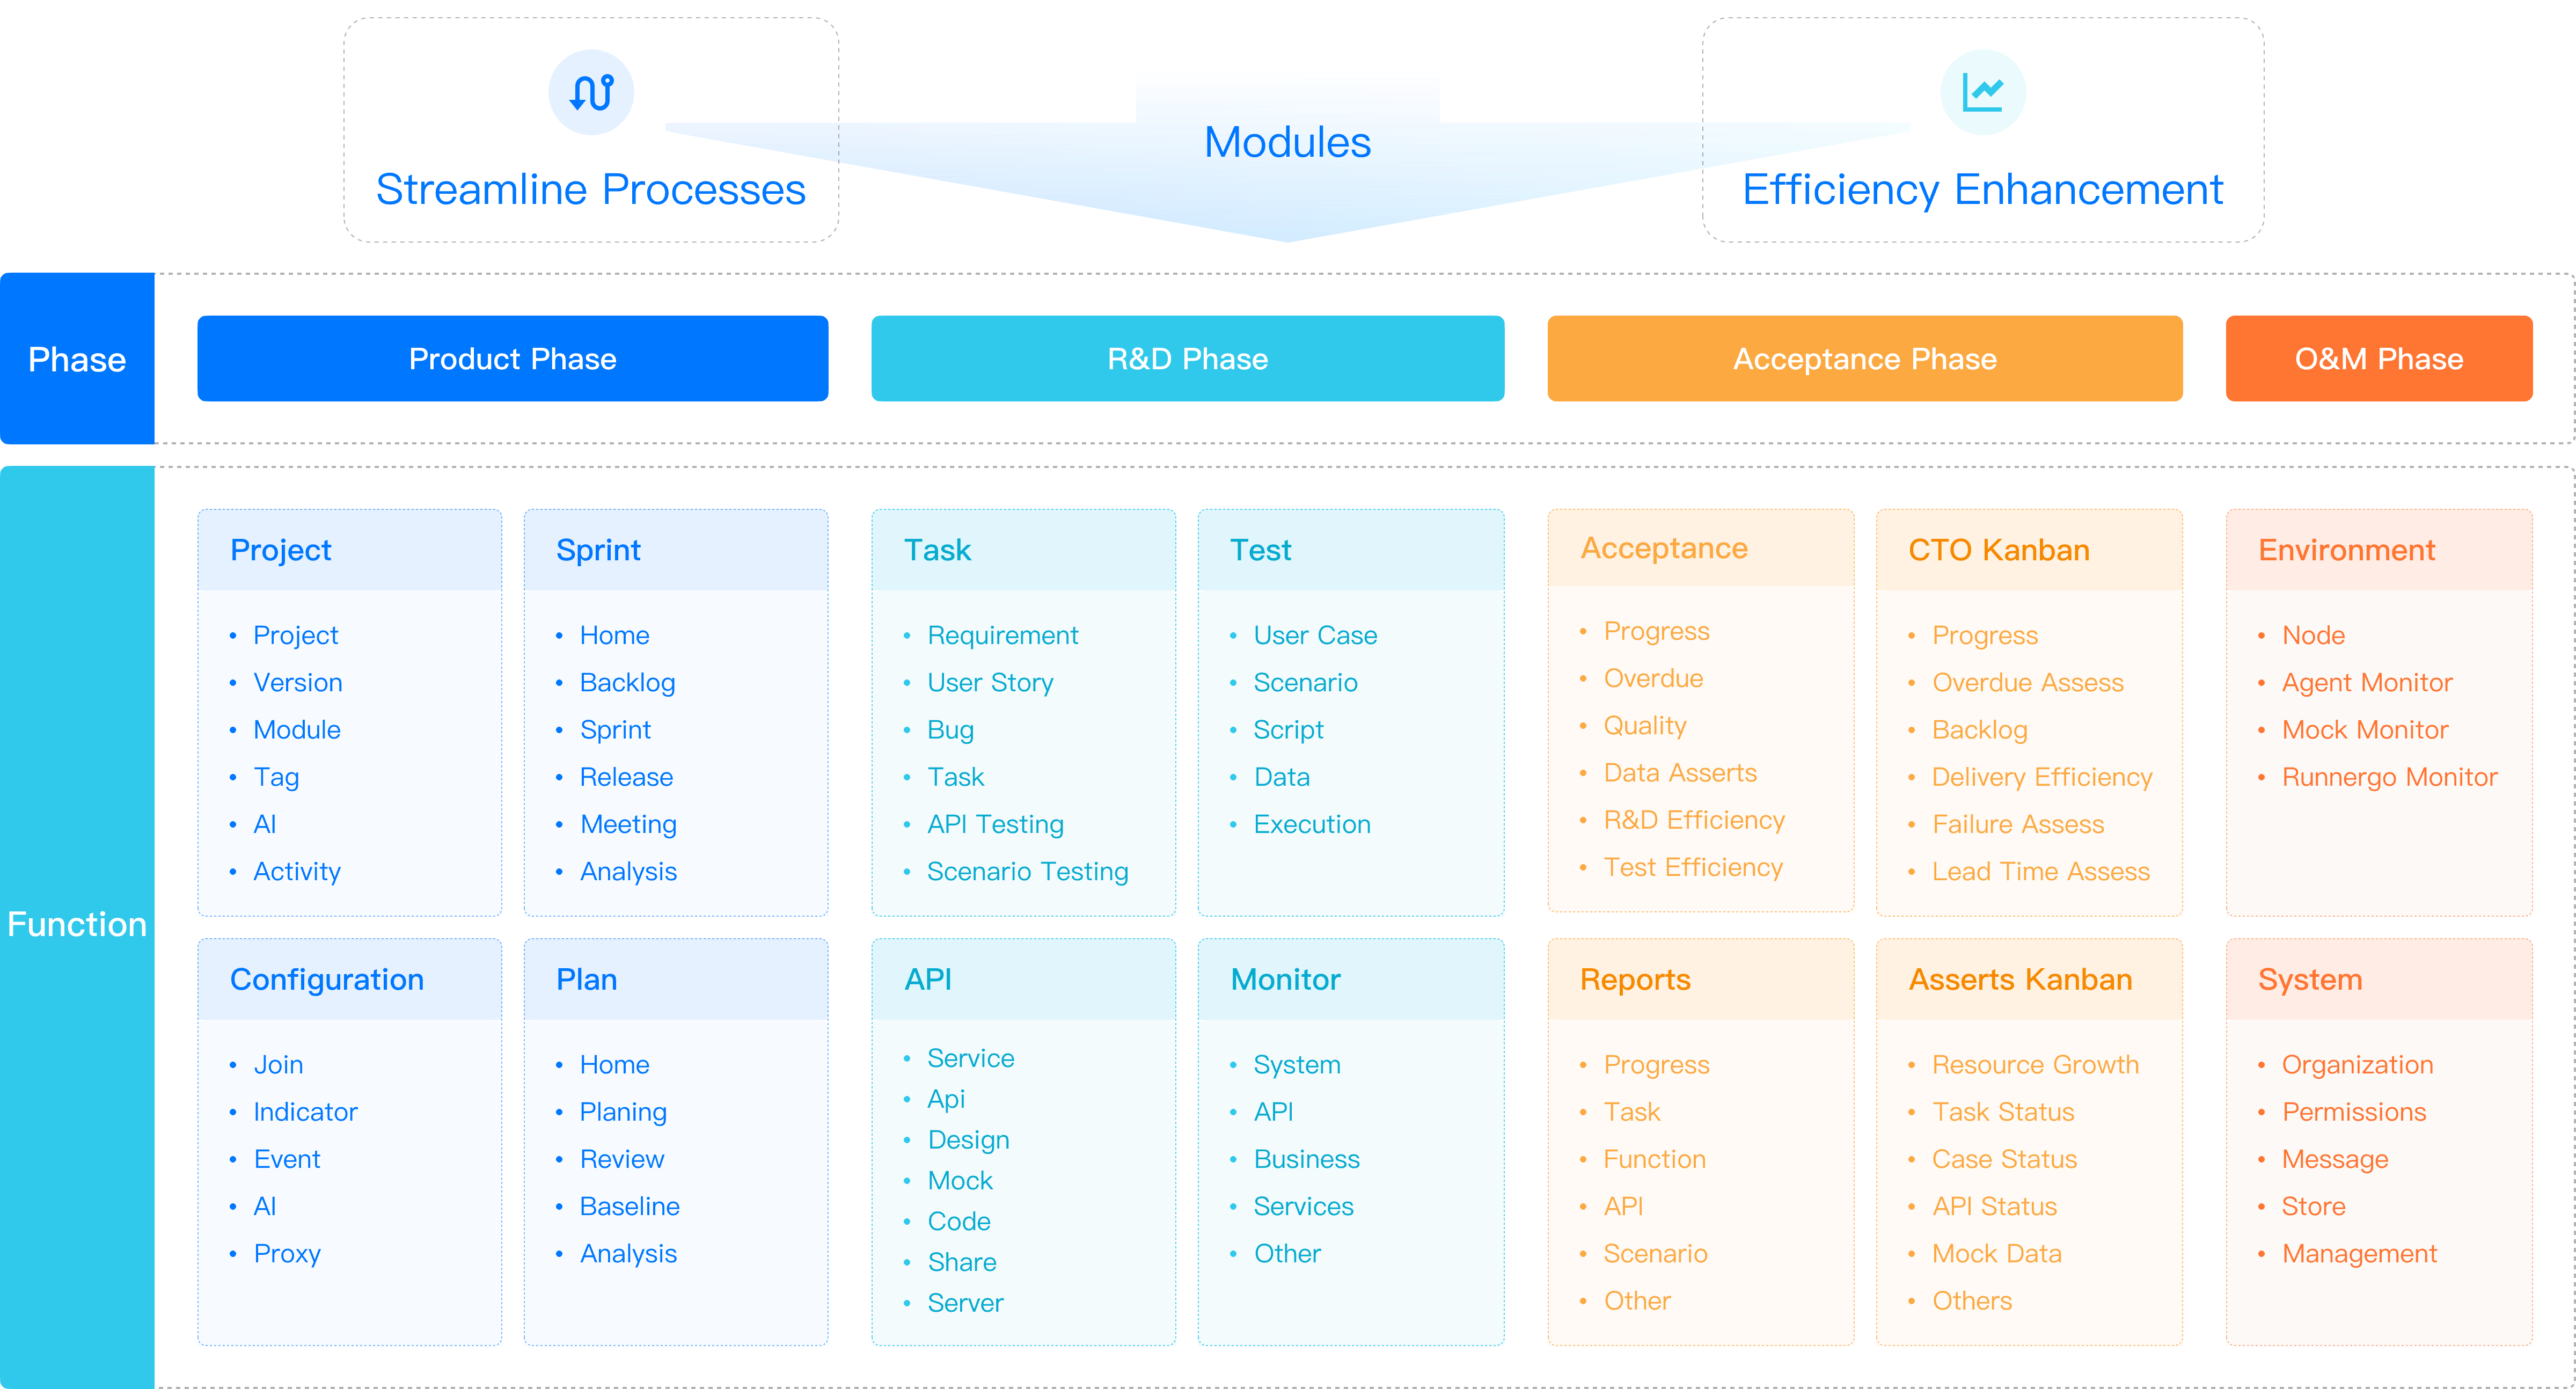 Streamline Processes
Modules
Efficiency Enhancement
Phase
Product Phase
R&D Phase
Acceptance Phase
O&M Phase
Function
Project
• Project
• Version
• Module
• Tag
• AI
• Activity
Sprint
• Home
• Backlog
• Sprint
• Release
• Meeting
• Analysis
Task
• Requirement
• User Story
• Bug
• Task
• API Testing
• Scenario Testing
Test
• User Case
• Scenario
• Script
• Data
• Execution
Acceptance
• Progress
• Overdue
• Quality
• Data Asserts
• R&D Efficiency
• Test Efficiency
CTO Kanban
• Progress
• Overdue Assess
• Backlog
• Delivery Efficiency
• Failure Assess
• Lead Time Assess
Environment
• Node
• Agent Monitor
• Mock Monitor
• Runnergo Monitor
Configuration
• Join
• Indicator
• Event
• AI
• Proxy
Plan
• Home
• Planing
• Review
• Baseline
• Analysis
API
• Service
• Api
• Design
• Mock
• Code
• Share
• Server
Monitor
• System
• API
• Business
• Services
• Other
Reports
• Progress
• Task
• Function
• API
• Scenario
• Other
Asserts Kanban
• Resource Growth
• Task Status
• Case Status
• API Status
• Mock Data
• Others
System
• Organization
• Permissions
• Message
• Store
• Management